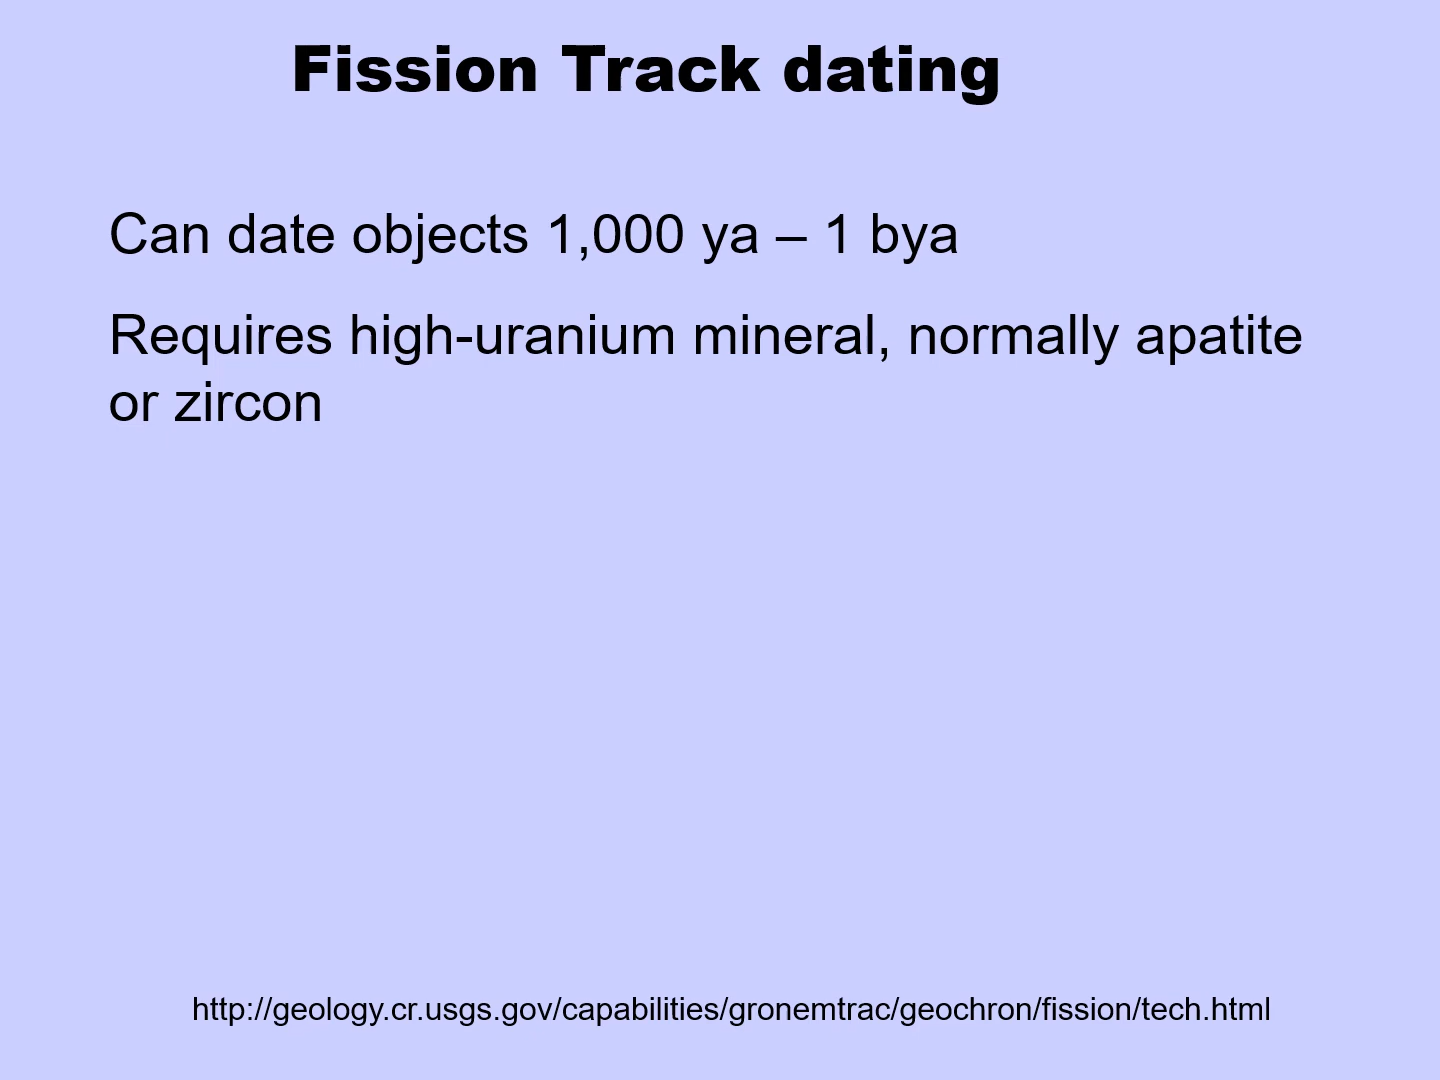 Fission Track dating
Can date objects 1,000 ya – 1 bya
Requires high-uranium mineral, normally apatite
or zircon
http://geology.cr.usgs.gov/capabilities/gronemtrac/geochron/fission/tech.html